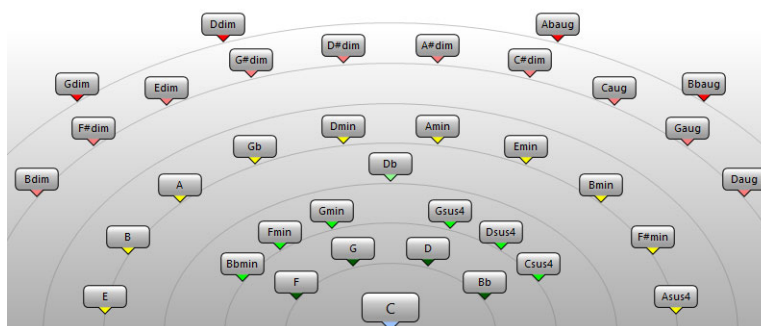 Ddim
Abaug
D#dim
A#dim
G#dim
C#dim
Gdim
Edim
Caug
Bbaug
F#dim
Gaug
Dmin
Amin
Gb
Emin
Db
Bdim
A
Bmin
Daug
Gmin
Gsus4
Fmin
Dsus4
B
F#min
G
D
Bbmin
Csus4
F
Bb
E
Asus4
C